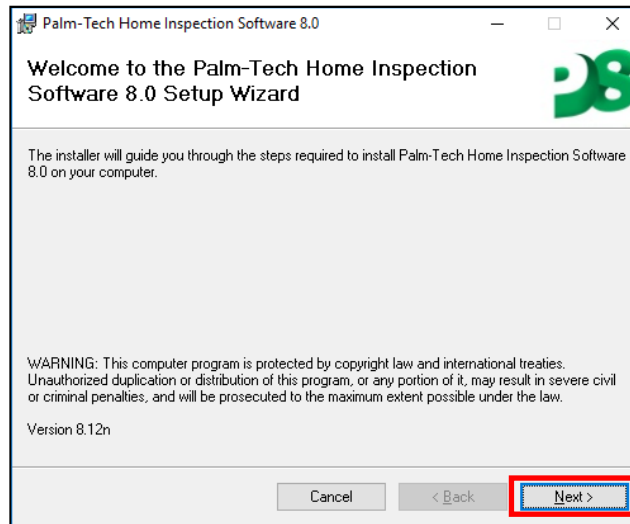 Palm-Tech Home Inspection Software 8.0
Welcome to the Palm-Tech Home Inspection
Software 8.0 Setup Wizard
P8
The installer will guide you through the steps required to install Palm-Tech Home Inspection Software
8.0 on your computer.
WARNING: This computer program is protected by copyright law and international treaties.
Unauthorized duplication or distribution of this program, or any portion of it, may result in severe civil
or criminal penalties, and will be prosecuted to the maximum extent possible under the law.
Version 8.12n
Cancel < Back Next >